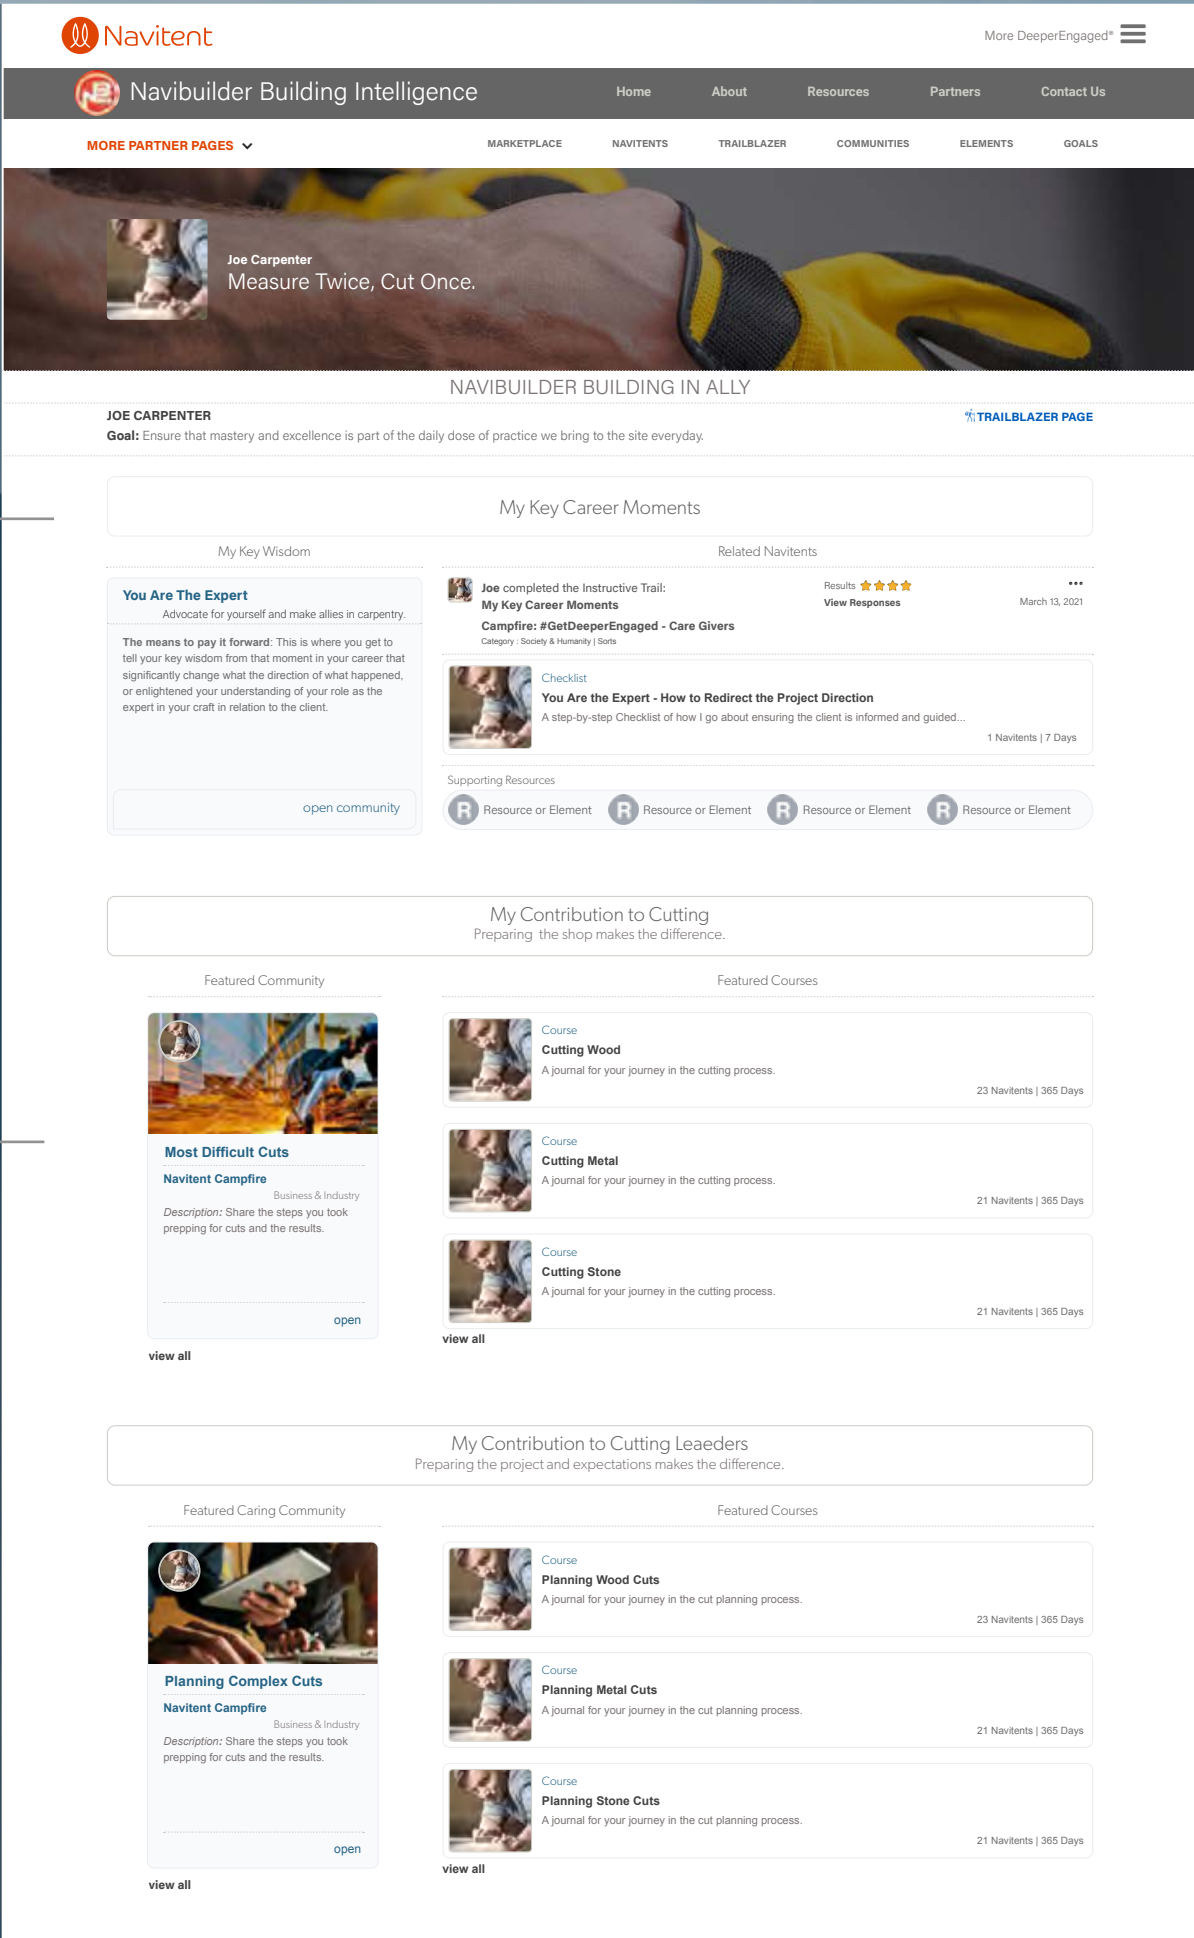 Navitent
More DeeperEngaged®
Navibuilder Building Intelligence
Home About Resources Partners Contact Us
MORE PARTNER PAGES
MARKETPLACE NAVITENTS TRAILBLAZER COMMUNITIES ELEMENTS GOALS
Joe Carpenter
Measure Twice, Cut Once.
NAVIBUILDER BUILDING IN ALLY
JOE CARPENTER
TRAILBLAZER PAGE
Goal: Ensure that mastery and excellence is part of the daily dose of practice we bring to the site everyday.
My Key Career Moments
My Key Wisdom
You Are The Expert
Advocate for yourself and make allies in carpentry.
The means to pay it forward: This is where you get to
tell your key wisdom from that moment in your career that
significantly change what the direction of what happened,
or enlightened your understanding of your role as the
expert in your craft in relation to the client.
open community
Related Navitents
Joe completed the Instructive Trail:
My Key Career Moments
Campfire: #GetDeeperEngaged - Care Givers
Category : Society & Humanity | Sorts
Results
View Responses
March 13, 2021
Checklist
You Are the Expert - How to Redirect the Project Direction
A step-by-step Checklist of how I go about ensuring the client is informed and guided...
1 Navitents | 7 Days
Supporting Resources
R Resource or Element R Resource or Element R Resource or Element R Resource or Element
My Contribution to Cutting
Preparing the shop makes the difference.
Featured Community
Most Difficult Cuts
Navitent Campfire
Business & Industry
Description: Share the steps you took
prepping for cuts and the results.
open
view all
Featured Courses
Course
Cutting Wood
A journal for your journey in the cutting process.
23 Navitents | 365 Days
Course
Cutting Metal
A journal for your journey in the cutting process.
21 Navitents | 365 Days
Course
Cutting Stone
A journal for your journey in the cutting process.
21 Navitents | 365 Days
view all
My Contribution to Cutting Leaeders
Preparing the project and expectations makes the difference.
Featured Caring Community
Planning Complex Cuts
Navitent Campfire
Business & Industry
Description: Share the steps you took
prepping for cuts and the results.
open
view all
Featured Courses
Course
Planning Wood Cuts
A journal for your journey in the cut planning process.
23 Navitents | 365 Days
Course
Planning Metal Cuts
A journal for your journey in the cut planning process.
21 Navitents | 365 Days
Course
Planning Stone Cuts
A journal for your journey in the cut planning process.
21 Navitents | 365 Days
view all